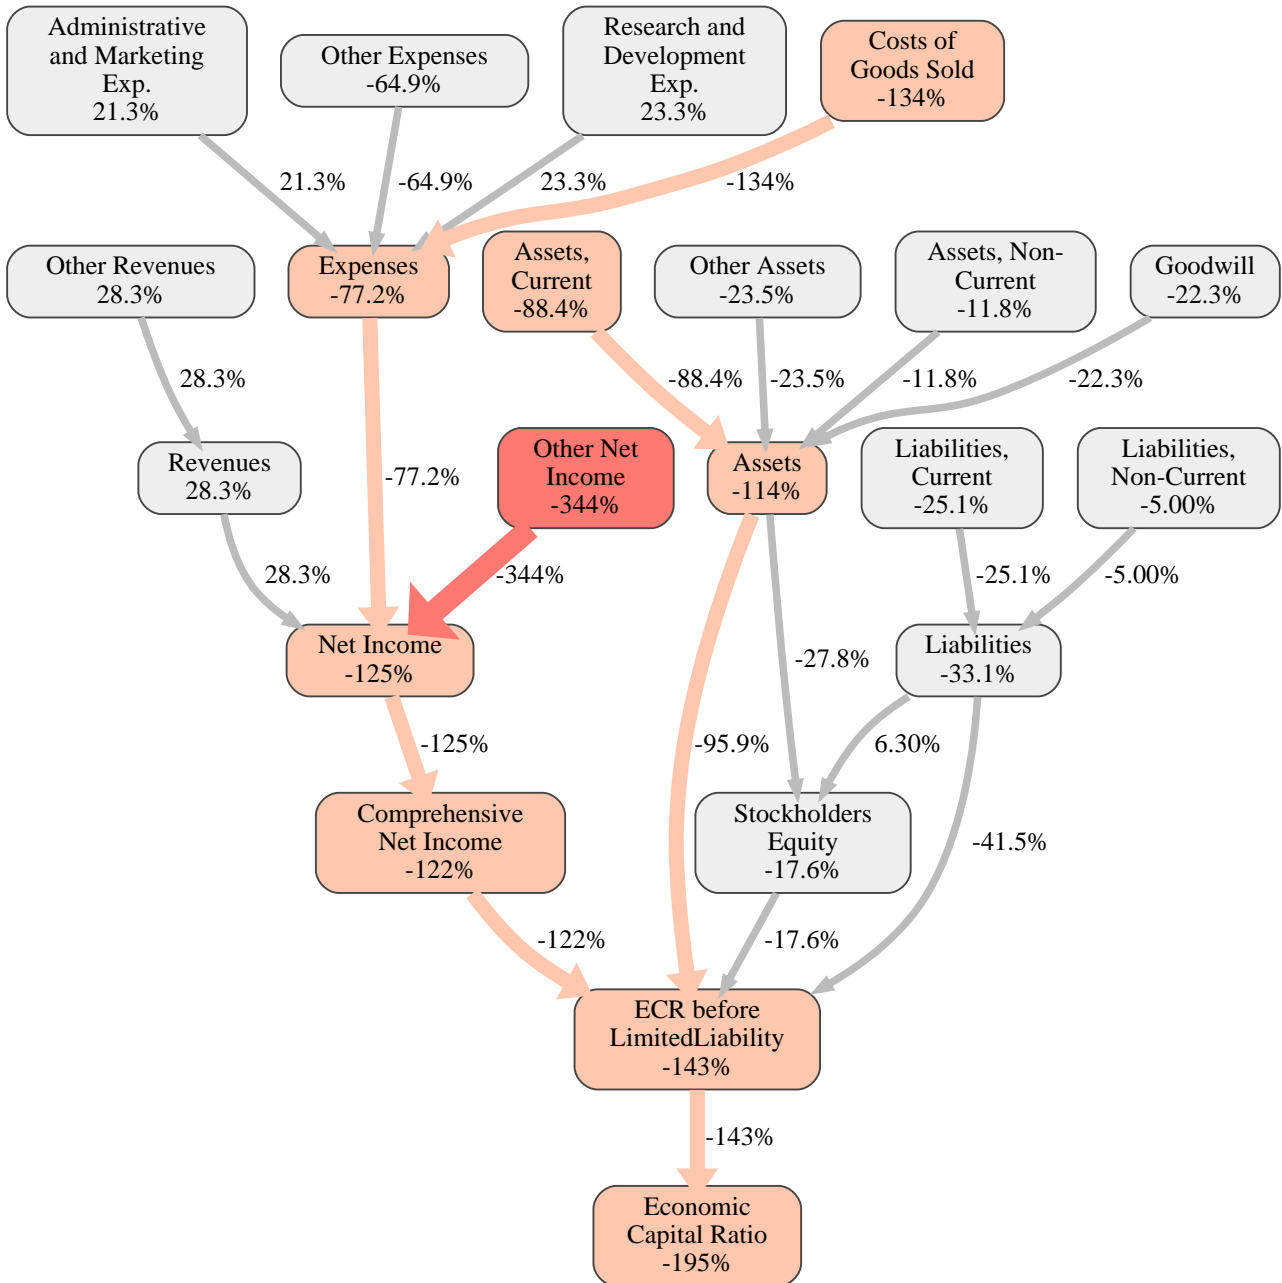 Administrative
and Marketing
Exp.
21.3%
Other Expenses
-64.9%
Research and
Development
Exp.
23.3%
Costs of
Goods Sold
-134%
21.3%
-64.9%
23.3%
-134%
Other Revenues
28.3%
Expenses
-77.2%
Assets,
Current
-88.4%
Other Assets
-23.5%
Assets, Non-
Current
-11.8%
Goodwill
-22.3%
28.3%
-88.4%
-23.5%
-11.8%
-22.3%
Revenues
28.3%
-77.2%
Other Net
Income
-344%
Assets
-114%
Liabilities,
Current
-25.1%
Liabilities,
Non-Current
-5.00%
28.3%
-344%
-25.1%
-5.00%
Net Income
-125%
-27.8%
Liabilities
-33.1%
-125%
-95.9%
6.30%
Comprehensive
Net Income
-122%
Stockholders
Equity
-17.6%
-41.5%
-122%
-17.6%
ECR before
LimitedLiability
-143%
-143%
Economic
Capital Ratio
-195%